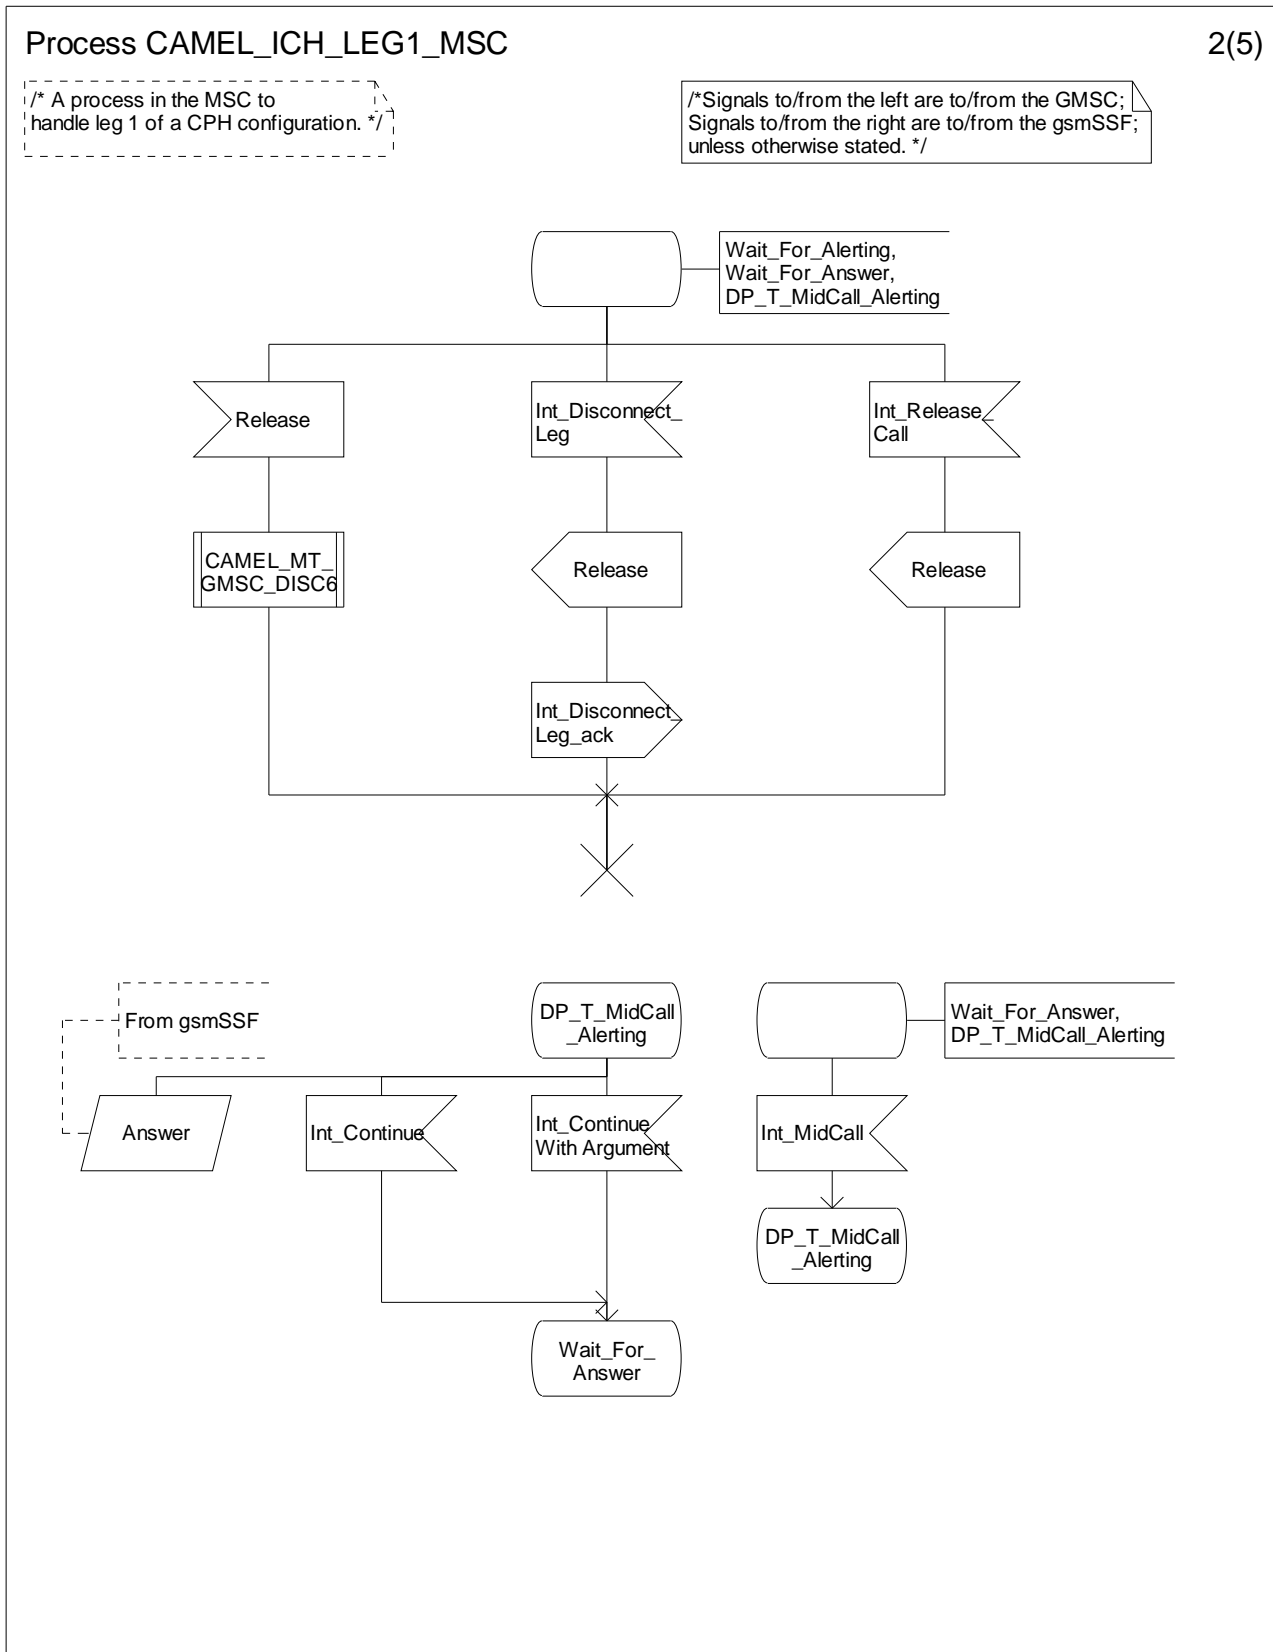 Process CAMEL_ICH_LEG1_MSC
2(5)
/* A process in the MSC to
handle leg 1 of a CPH configuration. */
/*Signals to/from the left are to/from the GMSC;
Signals to/from the right are to/from the gsmSSF;
unless otherwise stated. */
Wait_For_Alerting,
Wait_For_Answer,
DP_T_MidCall_Alerting
Release
Int_Disconnect_
Leg
Int_Release_
Call
CAMEL_MT_
GMSC_DISC6
Release
Release
Int_Disconnect_
Leg_ack
From gsmSSF
DP_T_MidCall
_Alerting
Wait_For_Answer,
DP_T_MidCall_Alerting
Answer
Int_Continue
Int_Continue_
With Argument
Int_MidCall
DP_T_MidCall
_Alerting
Wait_For_
Answer